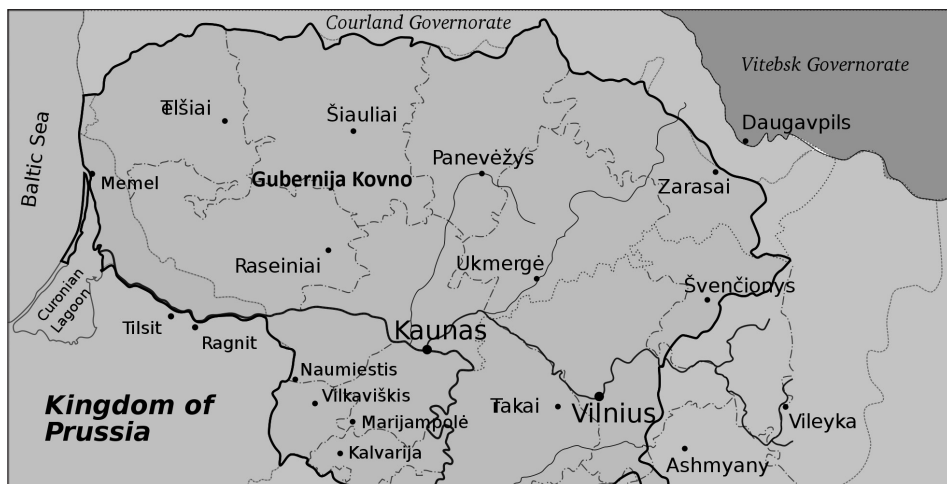 Courland Governorate
Vitebsk Governorate
Telšiai
Šiauliai
Daugavpils
Baltic Sea
Panevėžys
Memel
Gubernija Kovno
Zarasai
Raseiniai
Ukmergė
Švenčionys
Curonian
Lagoon
Tilsit
Ragnit
Kaunas
Naumiestis
Vilkaviškis
Trakai
Vilnius
Kingdom of
Prussia
Marijampolė
Vileyka
Kalvarija
Ashmyany